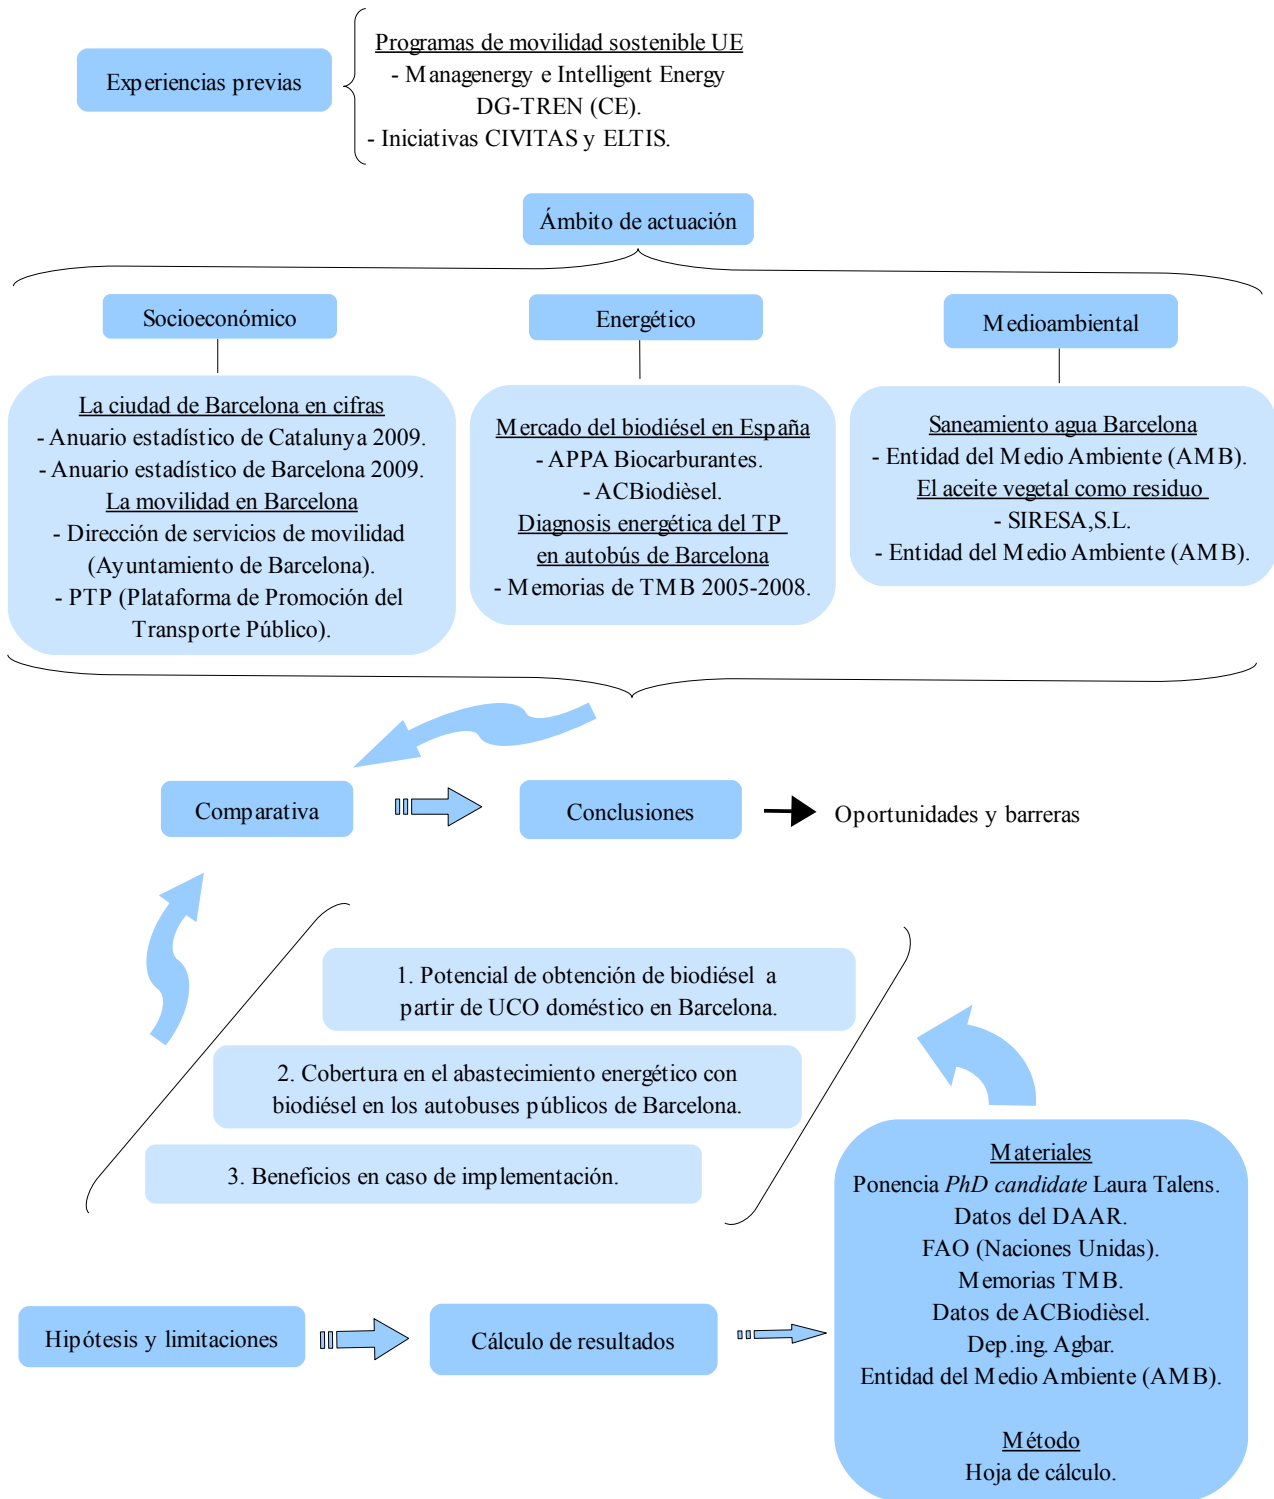 Experiencias previas
Programas de movilidad sostenible UE
- Managenergy e Intelligent Energy
DG-TREN (CE).
- Iniciativas CIVITAS y ELTIS.
Ámbito de actuación
Socioeconómico
La ciudad de Barcelona en cifras
- Anuario estadístico de Catalunya 2009.
- Anuario estadístico de Barcelona 2009.
La movilidad en Barcelona
- Dirección de servicios de movilidad
(Ayuntamiento de Barcelona).
- PTP (Plataforma de Promoción del
Transporte Público).
Energético
Mercado del biodiésel en España
- APPA Biocarburantes.
- ACBiodièsel.
Diagnosis energética del TP
en autobús de Barcelona
- Memorias de TMB 2005-2008.
Medioambiental
Saneamiento agua Barcelona
- Entidad del Medio Ambiente (AMB).
El aceite vegetal como residuo
- SIRESA,S.L.
- Entidad del Medio Ambiente (AMB).
Comparativa
Conclusiones
Oportunidades y barreras
1. Potencial de obtención de biodiésel a
partir de UCO doméstico en Barcelona.
2. Cobertura en el abastecimiento energético con
biodiésel en los autobuses públicos de Barcelona.
3. Beneficios en caso de implementación.
Hipótesis y limitaciones
Cálculo de resultados
Materiales
Ponencia PhD candidate Laura Talens.
Datos del DAAR.
FAO (Naciones Unidas).
Memorias TMB.
Datos de ACBiodièsel.
Dep.ing. Agbar.
Entidad del Medio Ambiente (AMB).
Método
Hoja de cálculo.